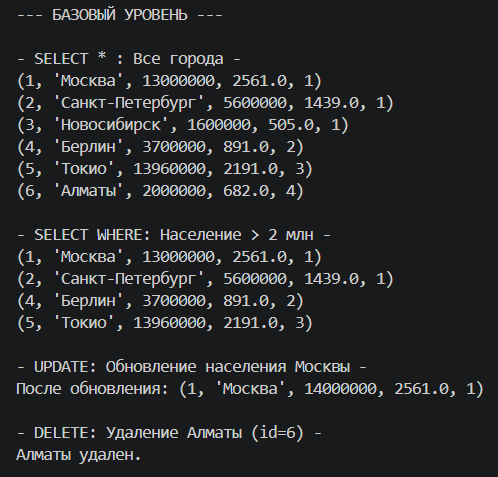 --- БАЗОВЫЙ УРОВЕНЬ ---
- SELECT * : Все города -
(1, 'Москва', 13000000, 2561.0, 1)
(2, 'Санкт-Петербург', 5600000, 1439.0, 1)
(3, 'Новосибирск', 1600000, 505.0, 1)
(4, 'Берлин', 3700000, 891.0, 2)
(5, 'Токио', 13960000, 2191.0, 3)
(6, 'Алматы', 2000000, 682.0, 4)
- SELECT WHERE: Население > 2 млн -
(1, 'Москва', 13000000, 2561.0, 1)
(2, 'Санкт-Петербург', 5600000, 1439.0, 1)
(4, 'Берлин', 3700000, 891.0, 2)
(5, 'Токио', 13960000, 2191.0, 3)
- UPDATE: Обновление населения Москвы -
После обновления: (1, 'Москва', 14000000, 2561.0, 1)
- DELETE: Удаление Алматы (id=6) -
Алматы удален.